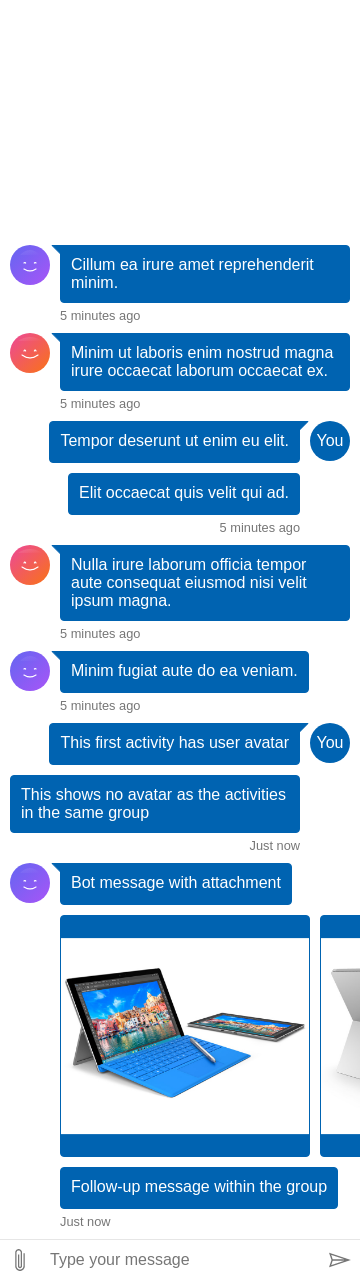 Cillum ea irure amet reprehenderit
minim.
5 minutes ago
Minim ut laboris enim nostrud magna
irure occaecat laborum occaecat ex.
5 minutes ago
Tempor deserunt ut enim eu elit.
You
Elit occaecat quis velit qui ad.
5 minutes ago
Nulla irure laborum officia tempor
aute consequat eiusmod nisi velit
ipsum magna.
5 minutes ago
Minim fugiat aute do ea veniam.
5 minutes ago
This first activity has user avatar
You
This shows no avatar as the activities
in the same group
Just now
Bot message with attachment
Follow-up message within the group
Just now
Type your message